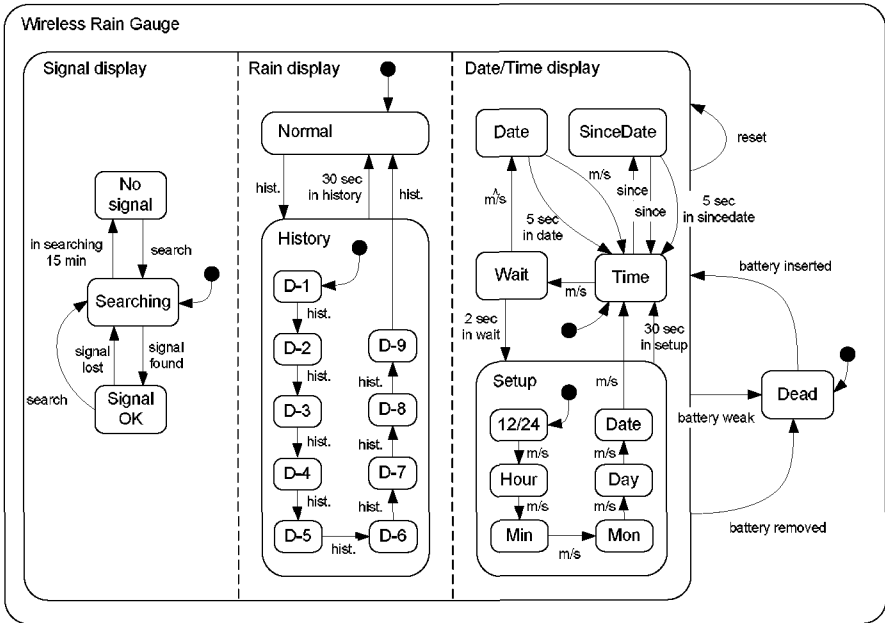 Wireless Rain Gauge
Signal display
Rain display
Date/Time display
No
signal
in searching
15 min
search
Searching
signal
lost
signal
found
search
Signal
OK
Normal
hist.
30 sec
in history
hist.
History
D-1
hist.
D-2
hist.
D-3
hist.
D-4
hist.
D-5
hist.
D-6
hist.
D-7
hist.
D-8
hist.
D-9
Date
SinceDate
m/s
^
m/s
5 sec
in date
since
since
5 sec
in sincedate
Wait
m/s
Time
2 sec
in wait
30 sec
in setup
m/s
Setup
12/24
m/s
Hour
m/s
Min
m/s
Mon
m/s
Day
m/s
Date
reset
battery inserted
Dead
battery weak
battery removed